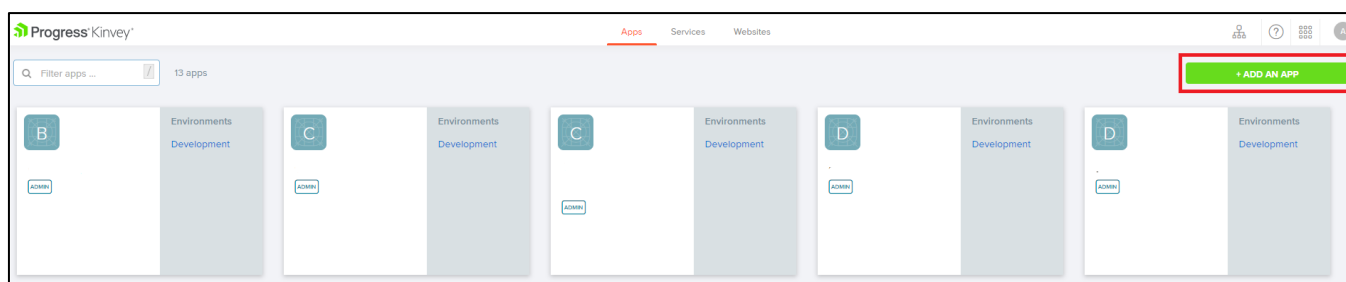 Progress Kinvey
Apps Services Websites
?
A
Filter apps ... /
13 apps
+ ADD AN APP
B
Environments
Development
ADMIN
C
Environments
Development
ADMIN
C
Environments
Development
ADMIN
D
Environments
Development
ADMIN
D
Environments
Development
ADMIN